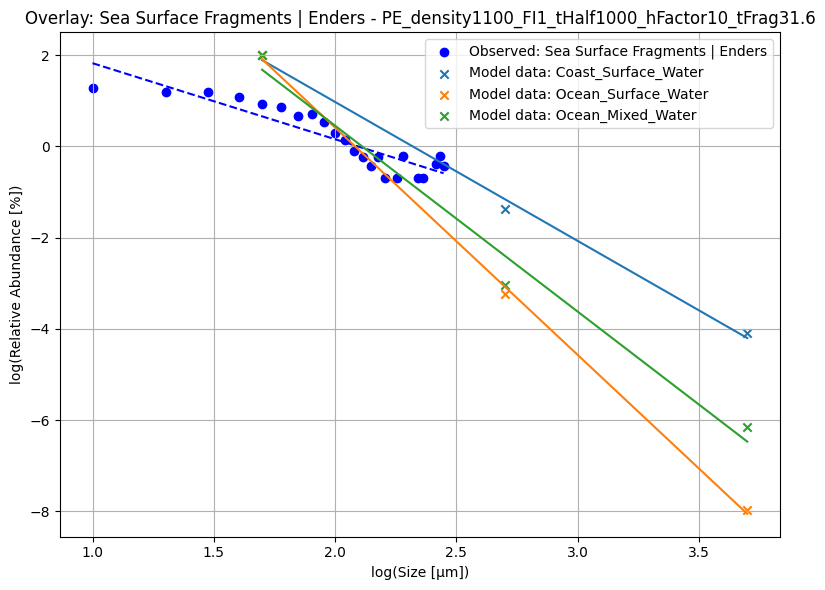 Overlay: Sea Surface Fragments | Enders - PE_density1100_FI1_tHalf1000_hFactor10_tFrag31.6
Observed: Sea Surface Fragments | Enders
Model data: Coast_Surface_Water
Model data: Ocean_Surface_Water
Model data: Ocean_Mixed_Water
log(Relative Abundance [%])
2
0
−2
−4
−6
−8
1.0 1.5 2.0 2.5 3.0 3.5
log(Size [μm])